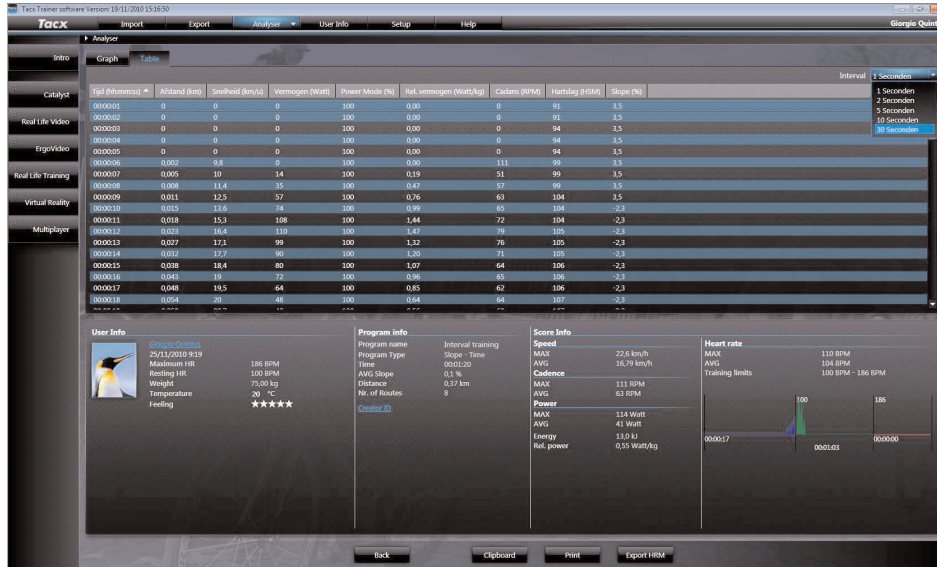 Tacx Trainer software Version: 19/11/2010 15:16:50
Tacx Import Export Analyser User Info Setup Help Giorgio Quint
Analyser
Intro
Catalyst
Real Life Video
ErgoVideo
Real Life Training
Virtual Reality
Multiplayer
Graph Table
Interval 1 Seconden
1 Seconden
2 Seconden
5 Seconden
10 Seconden
30 Seconden
Tijd (hh:mm:ss) Afstand (km) Snelheid (km/u) Vermogen (Watt) Power Mode (%) Rel. vermogen (Watt/kg) Cadans (RPM) Hartslag (HSM) Slope (%)
00:00:01 0 0 0 100 0,00 0 91 3,5
00:00:02 0 0 0 100 0,00 0 91 3,5
00:00:03 0 0 0 100 0,00 0 94 3,5
00:00:04 0 0 0 100 0,00 0 94 3,5
00:00:05 0 0 0 100 0,00 0 94 3,5
00:00:06 0,002 9,8 0 100 0,00 111 99 3,5
00:00:07 0,005 10 14 100 0,19 51 99 3,5
00:00:08 0,008 11,4 35 100 0,47 57 99 3,5
00:00:09 0,011 12,5 57 100 0,76 63 104 3,5
00:00:10 0,015 13,6 74 100 0,99 65 104 -2,3
00:00:11 0,018 15,3 108 100 1,44 72 104 -2,3
00:00:12 0,023 16,4 110 100 1,47 79 105 -2,3
00:00:13 0,027 17,1 99 100 1,32 76 105 -2,3
00:00:14 0,032 17,7 90 100 1,20 71 105 -2,3
00:00:15 0,038 18,4 80 100 1,07 64 106 -2,3
00:00:16 0,043 19 72 100 0,96 65 106 -2,3
00:00:17 0,048 19,5 64 100 0,85 62 106 -2,3
00:00:18 0,054 20 48 100 0,64 64 107 -2,3
User Info
Giorgio Quintus
25/11/2010 9:19
Maximum HR 186 BPM
Resting HR 100 BPM
Weight 75,00 kg
Temperature 20 °C
Feeling ★★★★★
Program info
Program name Interval training
Program Type Slope - Time
Time 00:01:20
AVG Slope 0,1 %
Distance 0,37 km
Nr. of Routes 8
Creator ID
Score Info
Speed
MAX 22,6 km/h
AVG 16,79 km/h
Cadence
MAX 111 RPM
AVG 63 RPM
Power
MAX 114 Watt
AVG 41 Watt
Energy 13,0 kJ
Rel. power 0,55 Watt/kg
Heart rate
MAX 110 BPM
AVG 104 BPM
Training limits 100 BPM - 186 BPM
100 186
00:00:17 00:01:03 00:00:00
Back Clipboard Print Export HRM